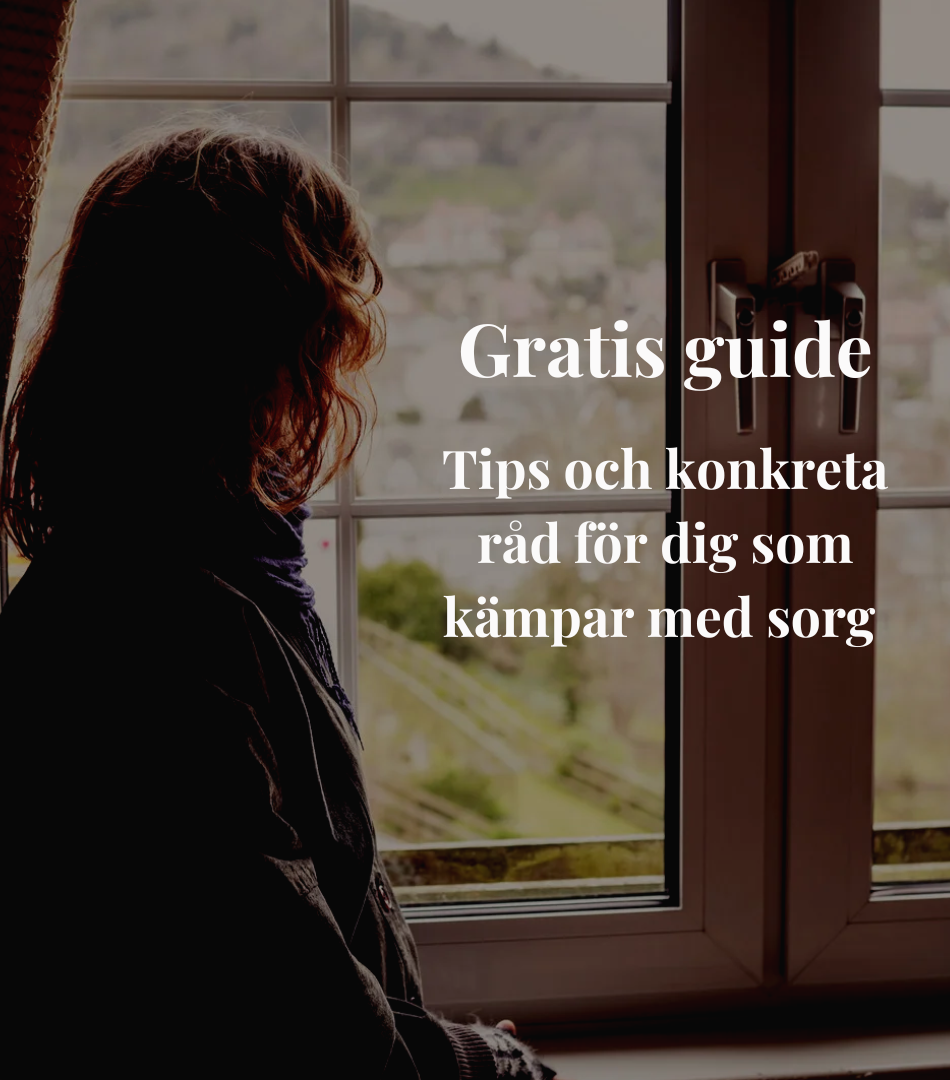 Gratis guide
Tips och konkreta
råd för dig som
kämpar med sorg